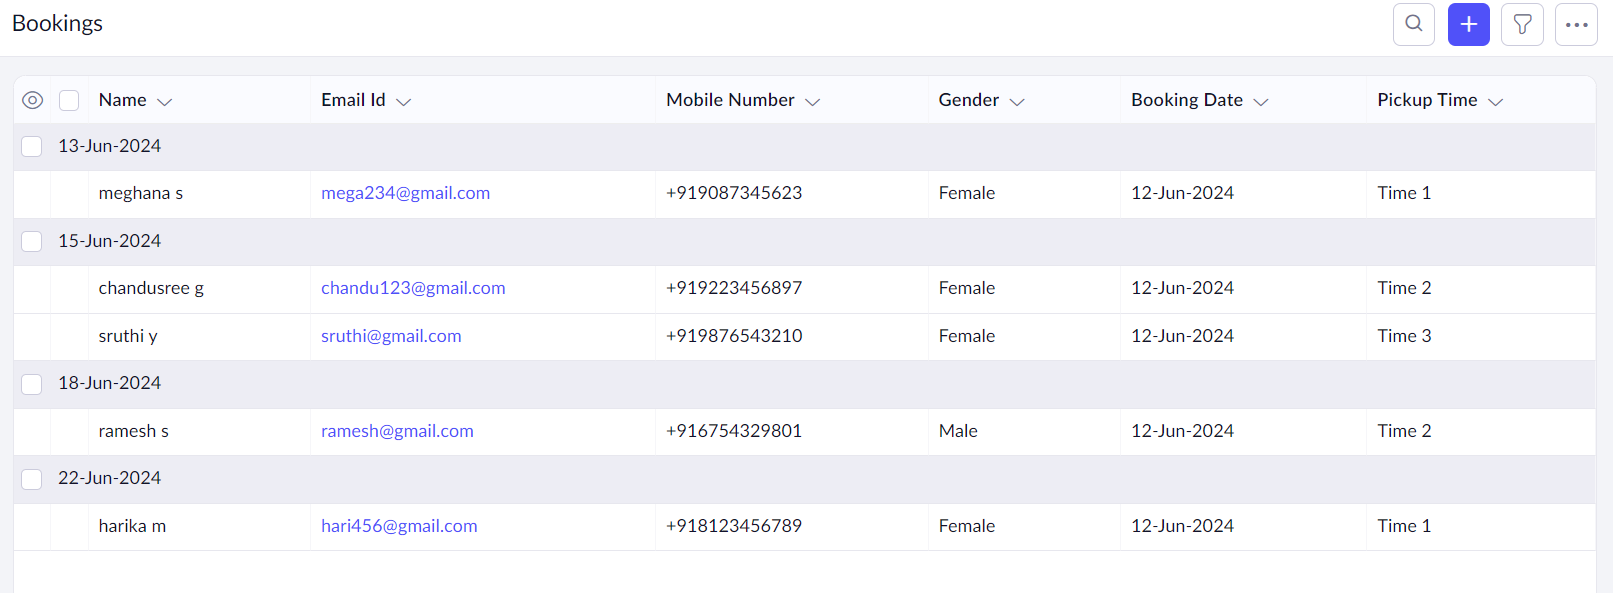 Bookings
Name Email Id Mobile Number Gender Booking Date Pickup Time
13-Jun-2024
meghana s mega234@gmail.com +919087345623 Female 12-Jun-2024 Time 1
15-Jun-2024
chandusree g chandu123@gmail.com +919223456897 Female 12-Jun-2024 Time 2
sruthi y sruthi@gmail.com +919876543210 Female 12-Jun-2024 Time 3
18-Jun-2024
ramesh s ramesh@gmail.com +916754329801 Male 12-Jun-2024 Time 2
22-Jun-2024
harika m hari456@gmail.com +918123456789 Female 12-Jun-2024 Time 1